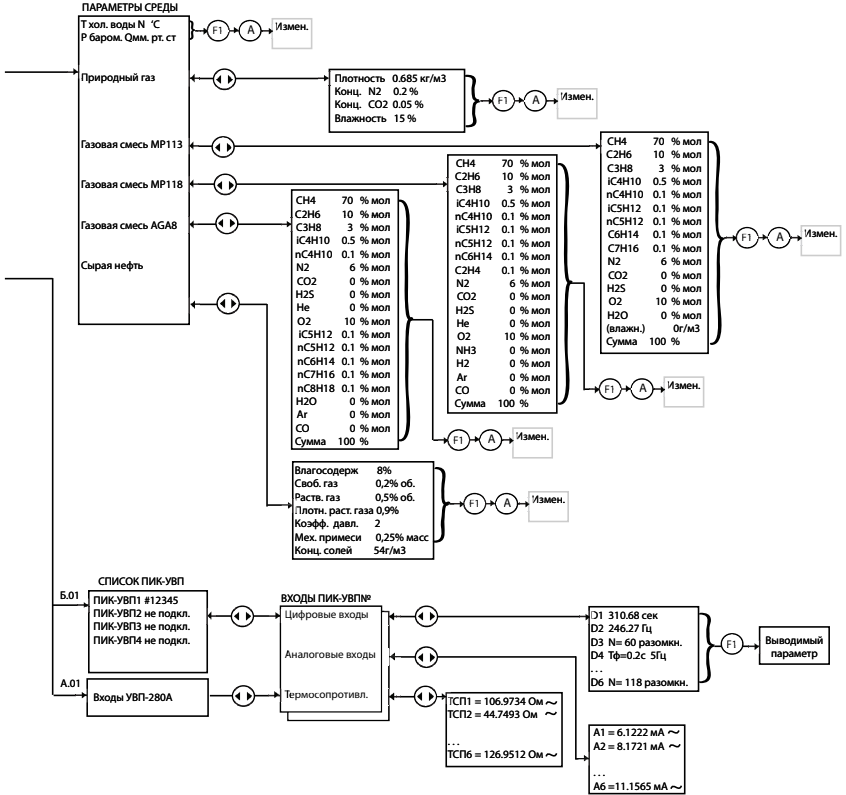 ПАРАМЕТРЫ СРЕДЫ
T хол. воды N °C
P баром. Qмм. рт. ст
F1
A
Измен.
Природный газ
Плотность 0.685 кг/м3
Конц. N2 0.2 %
Конц. CO2 0.05 %
Влажность 15 %
F1
A
Измен.
Газовая смесь МР113
CH4 70 % мол
C2H6 10 % мол
C3H8 3 % мол
iC4H10 0.5 % мол
nC4H10 0.1 % мол
iC5H12 0.1 % мол
nC5H12 0.1 % мол
C6H14 0.1 % мол
C7H16 0.1 % мол
N2 6 % мол
CO2 0 % мол
H2S 0 % мол
O2 10 % мол
H2O 0 % мол
(влажн.) 0г/м3
Сумма 100 %
F1
A
Измен.
Газовая смесь МР118
CH4 70 % мол
C2H6 10 % мол
C3H8 3 % мол
iC4H10 0.5 % мол
nC4H10 0.1 % мол
iC5H12 0.1 % мол
nC5H12 0.1 % мол
nC6H14 0.1 % мол
C2H4 0.1 % мол
N2 6 % мол
CO2 0 % мол
H2S 0 % мол
He 0 % мол
O2 10 % мол
NH3 0 % мол
H2 0 % мол
Ar 0 % мол
CO 0 % мол
Сумма 100 %
F1
A
Измен.
Газовая смесь AGA8
CH4 70 % мол
C2H6 10 % мол
C3H8 3 % мол
iC4H10 0.5 % мол
nC4H10 0.1 % мол
N2 6 % мол
CO2 0 % мол
H2S 0 % мол
He 0 % мол
O2 10 % мол
iC5H12 0.1 % мол
nC5H12 0.1 % мол
nC6H14 0.1 % мол
nC7H16 0.1 % мол
nC8H18 0.1 % мол
H2O 0 % мол
Ar 0 % мол
CO 0 % мол
Сумма 100 %
F1
A
Измен.
Сырая нефть
Влагосодерж 8%
Своб. газ 0,2% об.
Раств. газ 0,5% об.
Плотн. раст. газа 0,9%
Коэфф. давл. 2
Мех. примеси 0,25% масс
Конц. солей 54г/м3
F1
A
Измен.
СПИСОК ПИК-УВП
Б.01
ПИК-УВП1 #12345
ПИК-УВП2 не подкл.
ПИК-УВП3 не подкл.
ПИК-УВП4 не подкл.
А.01
Входы УВП-280А
ВХОДЫ ПИК-УВП№
Цифровые входы
Аналоговые входы
Термосопротивл.
D1 310.68 сек
D2 246.27 Гц
D3 N= 60 разомкн.
D4 Тф=0.2с 5Гц
...
D6 N= 118 разомкн.
F1
Выводимый
параметр
ТСП1 = 106.9734 Ом ~
ТСП2 = 44.7493 Ом ~
...
ТСП6 = 126.9512 Ом ~
А1 = 6.1222 мА ~
А2 = 8.1721 мА ~
...
А6 =11.1565 мА ~